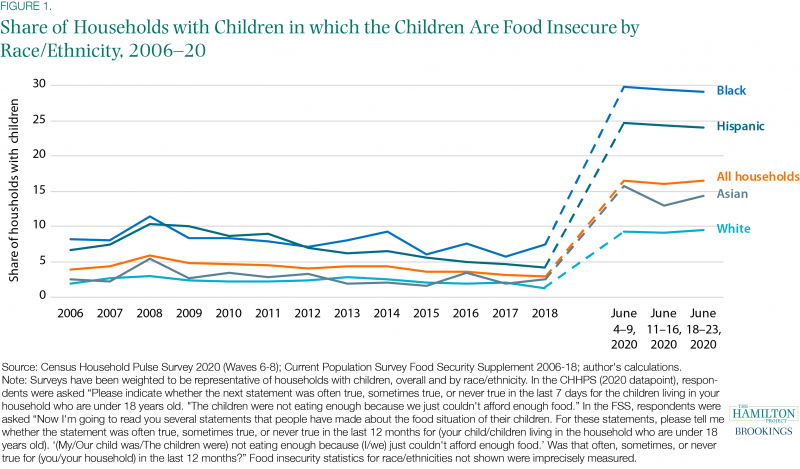 FIGURE 1.
Share of Households with Children in which the Children Are Food Insecure by
Race/Ethnicity, 2006–20
Share of housholds with children
30
25
20
15
10
5
0
Black
Hispanic
All households
Asian
White
2006 2007 2008 2009 2010 2011 2012 2013 2014 2015 2016 2017 2018 June June June
4–9, 11–16, 18–23,
2020 2020 2020
Source: Census Household Pulse Survey 2020 (Waves 6-8); Current Population Survey Food Security Supplement 2006-18; author's calculations.
Note: Surveys have been weighted to be representative of households with children, overall and by race/ethnicity. In the CHHPS (2020 datapoint), respon-
dents were asked “Please indicate whether the next statement was often true, sometimes true, or never true in the last 7 days for the children living in your
household who are under 18 years old. "The children were not eating enough because we just couldn't afford enough food.” In the FSS, respondents were
asked “Now I'm going to read you several statements that people have made about the food situation of their children. For these statements, please tell me
whether the statement was often true, sometimes true, or never true in the last 12 months for (your child/children living in the household who are under 18
years old). '(My/Our child was/The children were) not eating enough because (I/we) just couldn't afford enough food.' Was that often, sometimes, or never
true for (you/your household) in the last 12 months?” Food insecurity statistics for race/ethnicities not shown were imprecisely measured.
THE
HAMILTON
PROJECT
BROOKINGS